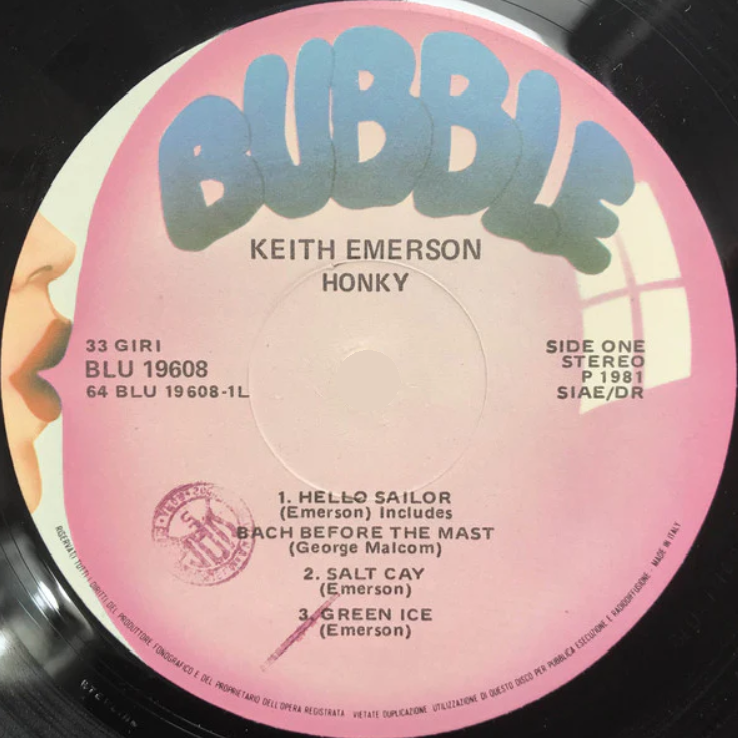 BUBBLE
KEITH EMERSON
HONKY
33 GIRI
BLU 19608
64 BLU 19608-1L
SIDE ONE
STEREO
P 1981
SIAE/DR
1. HELLO SAILOR
(Emerson) Includes
BACH BEFORE THE MAST
(George Malcom)
2. SALT CAY
(Emerson)
3. GREEN ICE
(Emerson)
RISERVATI TUTTI I DIRITTI DEL PRODUTTORE FONOGRAFICO E DEL PROPRIETARIO DELL'OPERA REGISTRATA VIETATE DUPLICAZIONE UTILIZZAZIONE DI QUESTO DISCO PER PUBBLICA ESECUZIONE E RADIODIFFUSIONE - MADE IN ITALY